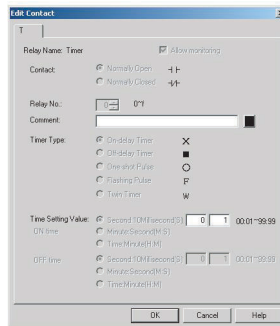 Edit Contact
T
Relay Name: Timer
Allow monitoring
Contact:
Normally Open
Normally Closed
Relay No.:
0
0~f
Comment:
Timer Type:
On-delay Timer X
Off-delay Timer
One-shot Pulse
Flashing Pulse F
Twin Timer W
Time Setting Value:
Second:10Millisecond(S) 0 1 00:01~99:99
ON time
Minute:Second(M:S)
Time:Minute(H:M)
OFF time
Second:10Millisecond(S) 0 1 00:01~99:99
Minute:Second(M:S)
Time:Minute(H:M)
OK
Cancel
Help